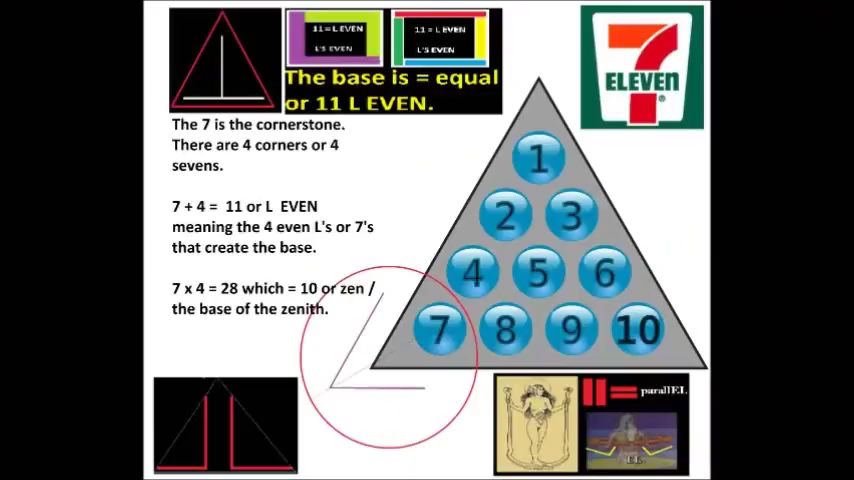 11 = L EVEN
L'S EVEN
11 = L EVEN
L'S EVEN
The base is = equal
or 11 L EVEN.
7
ELEVEN
®
The 7 is the cornerstone.
There are 4 corners or 4
sevens.
7 + 4 =  11 or L  EVEN
meaning the 4 even L's or 7's
that create the base.
7 x 4 = 28 which = 10 or zen /
the base of the zenith.
1
2 3
4 5 6
7 8 9 10
parallEL
EL